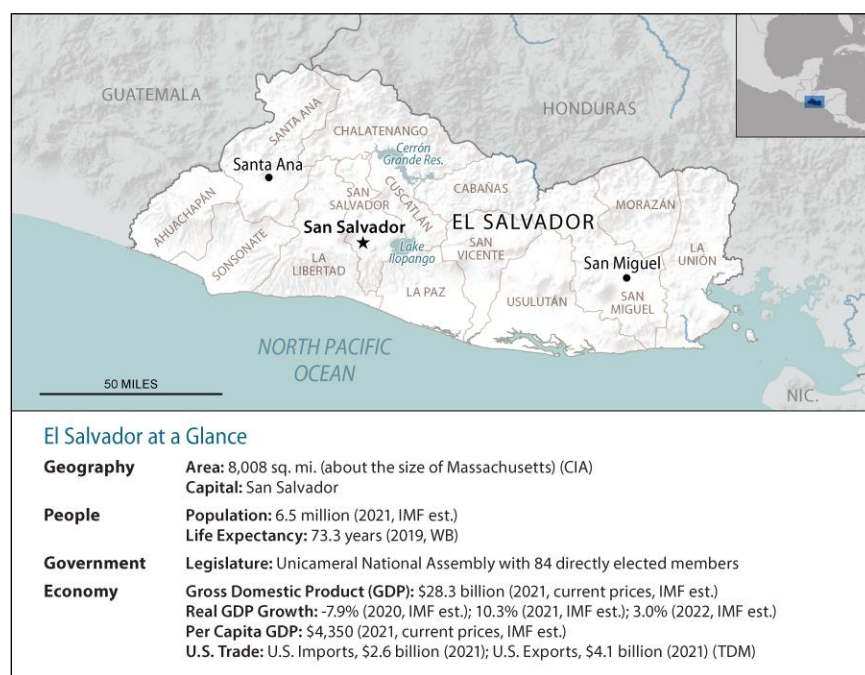 GUATEMALA
HONDURAS
SANTA ANA
CHALATENANGO
Cerrón
Grande Res.
Santa Ana
CABAÑAS
SAN
SALVADOR
CUSCATLÁN
AHUACHAPÁN
MORAZÁN
San Salvador
EL SALVADOR
SONSONATE
Lake
Ilopango
SAN
VICENTE
LA
UNIÓN
LA
LIBERTAD
San Miguel
LA PAZ
USULUTÁN
SAN
MIGUEL
NORTH PACIFIC
OCEAN
50 MILES
NIC.
El Salvador at a Glance
Geography Area: 8,008 sq. mi. (about the size of Massachusetts) (CIA)
Capital: San Salvador
People Population: 6.5 million (2021, IMF est.)
Life Expectancy: 73.3 years (2019, WB)
Government Legislature: Unicameral National Assembly with 84 directly elected members
Economy Gross Domestic Product (GDP): $28.3 billion (2021, current prices, IMF est.)
Real GDP Growth: -7.9% (2020, IMF est.); 10.3% (2021, IMF est.); 3.0% (2022, IMF est.)
Per Capita GDP: $4,350 (2021, current prices, IMF est.)
U.S. Trade: U.S. Imports, $2.6 billion (2021); U.S. Exports, $4.1 billion (2021) (TDM)